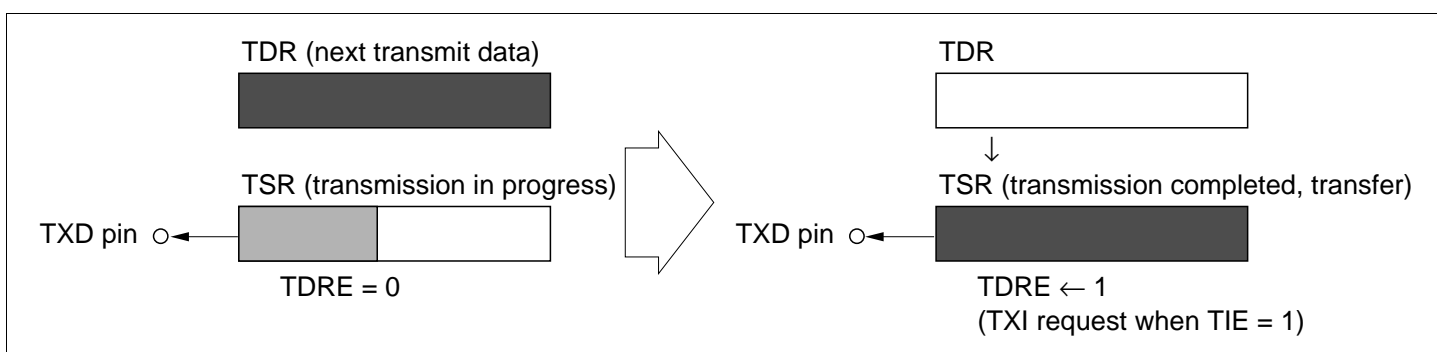 TDR (next transmit data)
TSR (transmission in progress)
TXD pin
TDRE = 0
TDR
↓
TSR (transmission completed, transfer)
TXD pin
TDRE ← 1
(TXI request when TIE = 1)